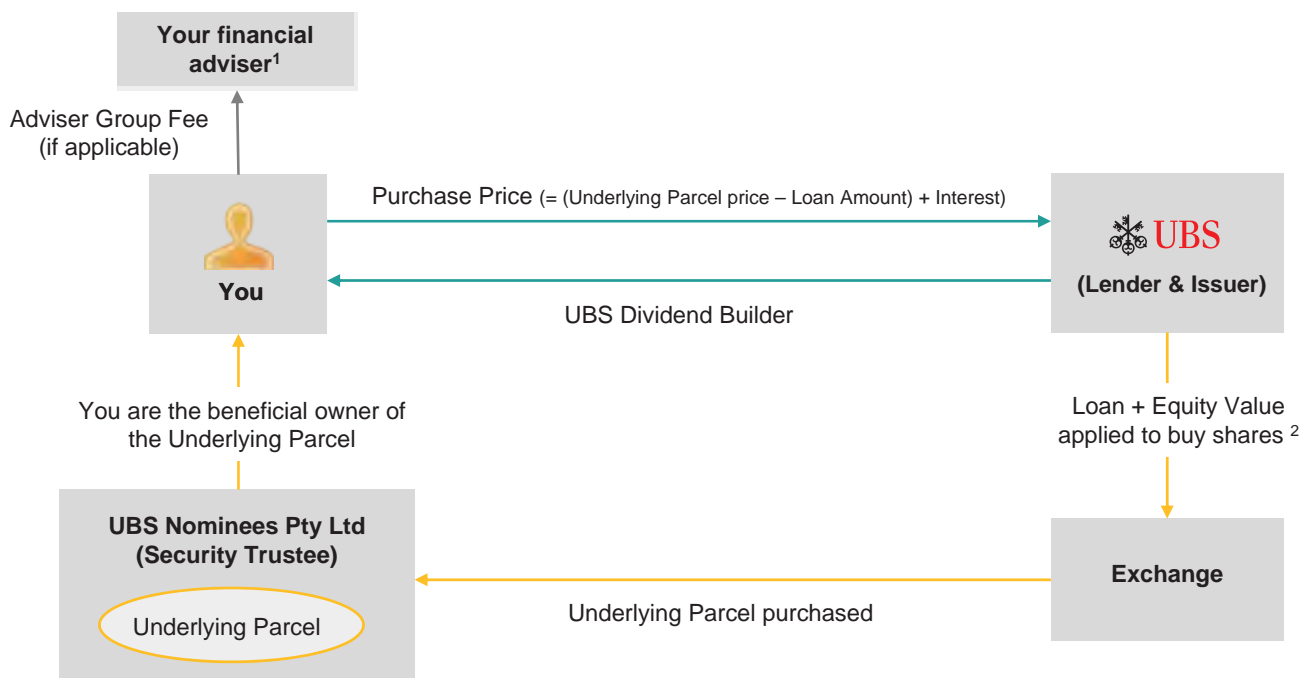 Your financial
adviser1
Adviser Group Fee
(if applicable)
Purchase Price (= (Underlying Parcel price – Loan Amount) + Interest)
You
UBS
(Lender & Issuer)
UBS Dividend Builder
You are the beneficial owner of
the Underlying Parcel
Loan + Equity Value
applied to buy shares 2
UBS Nominees Pty Ltd
(Security Trustee)
Underlying Parcel
Underlying Parcel purchased
Exchange